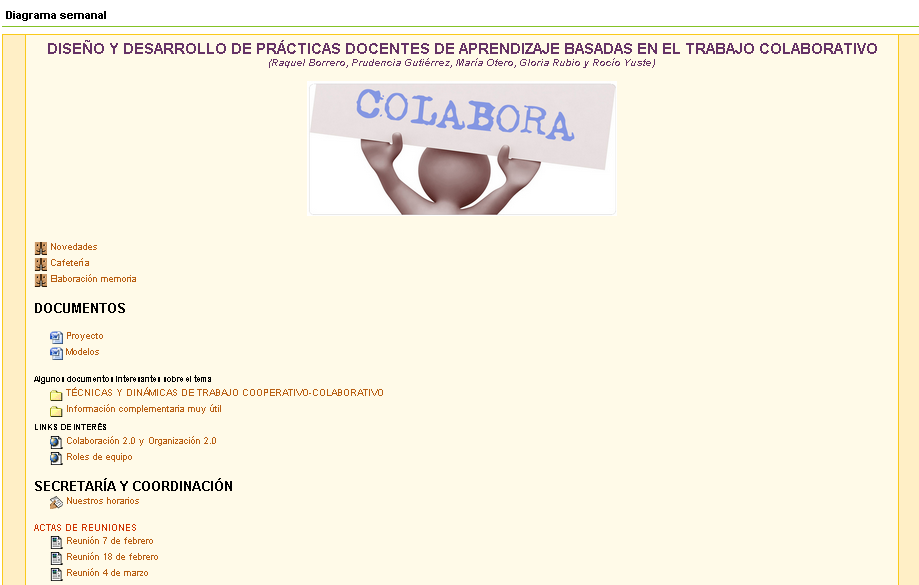 Diagrama semanal
DISEÑO Y DESARROLLO DE PRÁCTICAS DOCENTES DE APRENDIZAJE BASADAS EN EL TRABAJO COLABORATIVO
(Raquel Borrero, Prudencia Gutiérrez, María Otero, Gloria Rubio y Rocío Yuste)
COLABORA
Novedades
Cafetería
Elaboración memoria
DOCUMENTOS
Proyecto
Modelos
Algunos documentos interesantes sobre el tema
TÉCNICAS Y DINÁMICAS DE TRABAJO COOPERATIVO-COLABORATIVO
Información complementaria muy útil
LINKS DE INTERÉS
Colaboración 2.0 y Organización 2.0
Roles de equipo
SECRETARÍA Y COORDINACIÓN
Nuestros horarios
ACTAS DE REUNIONES
Reunión 7 de febrero
Reunión 18 de febrero
Reunión 4 de marzo